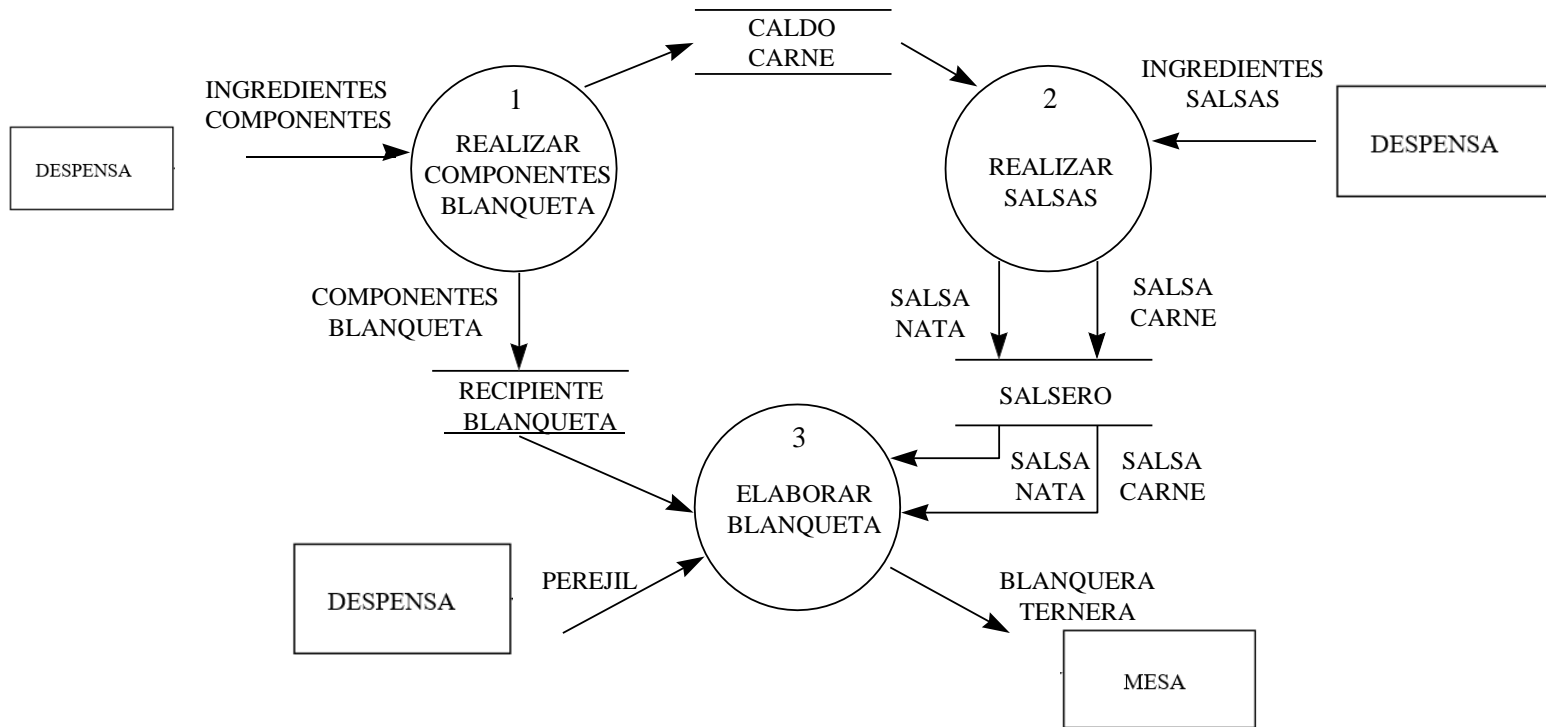 CALDO
CARNE
INGREDIENTES
COMPONENTES
DESPENSA
1
REALIZAR
COMPONENTES
BLANQUETA
2
REALIZAR
SALSAS
INGREDIENTES
SALSAS
DESPENSA
COMPONENTES
BLANQUETA
SALSA
NATA
SALSA
CARNE
RECIPIENTE
BLANQUETA
SALSERO
3
ELABORAR
BLANQUETA
SALSA
NATA
SALSA
CARNE
DESPENSA
PEREJIL
BLANQUERA
TERNERA
MESA